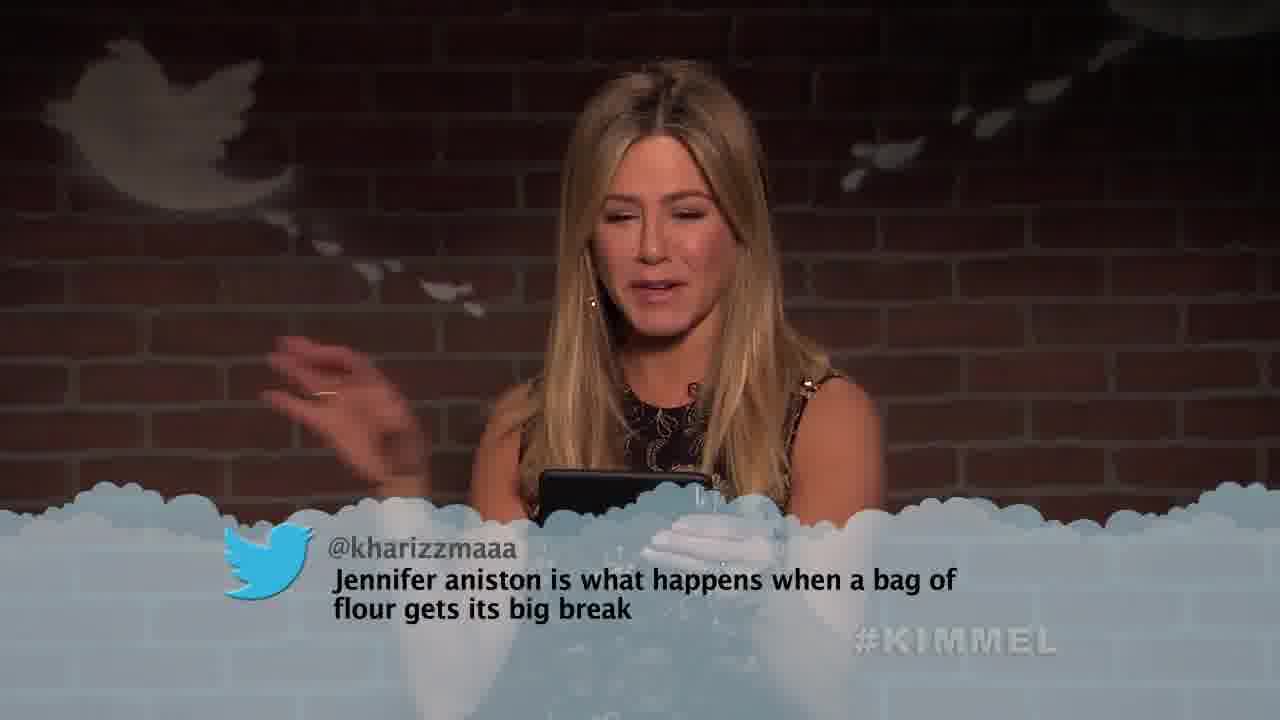 @kharizzmaaa
Jennifer aniston is what happens when a bag of
flour gets its big break
#KIMMEL